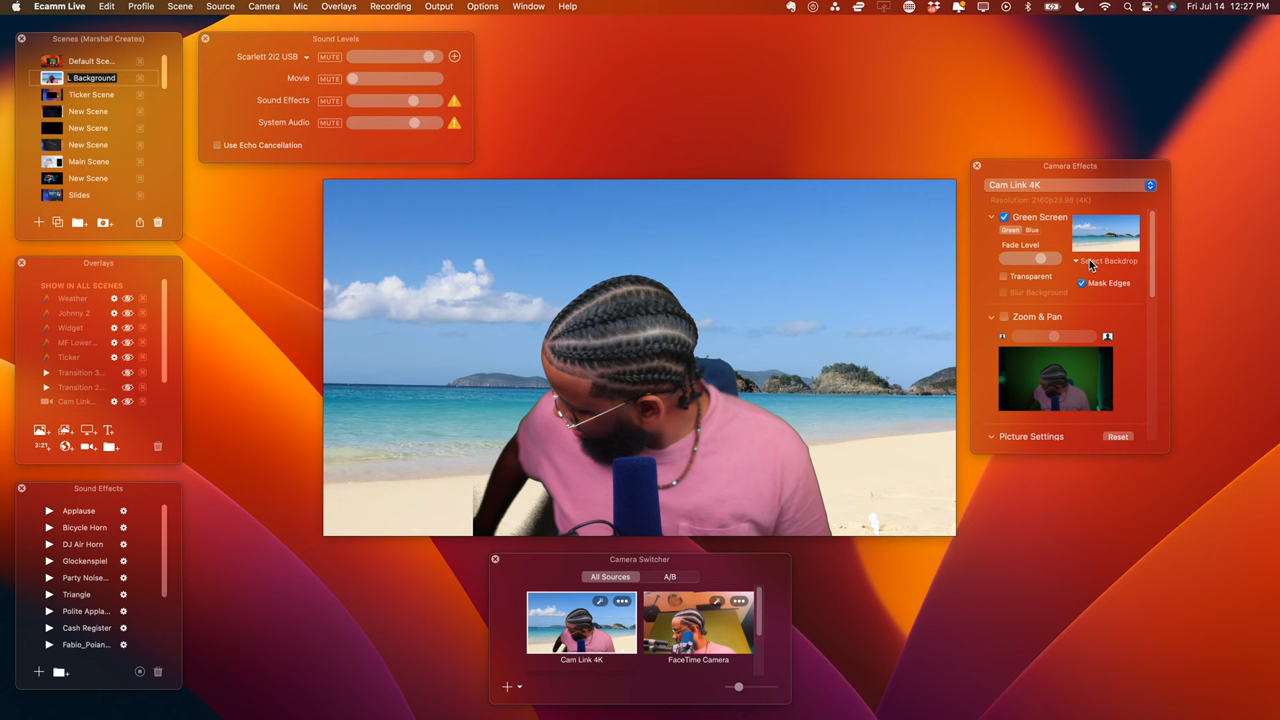 Ecamm Live Edit Profile Scene Source Camera Mic Overlays Recording Output Options Window Help Fri Jul 14 12:27 PM
Scenes (Marshall Creates)
Default Sce...
L Background
Ticker Scene
New Scene
New Scene
New Scene
Main Scene
New Scene
Slides
Sound Levels
Scarlett 2i2 USB MUTE
Movie MUTE
Sound Effects MUTE
System Audio MUTE
Use Echo Cancellation
Camera Effects
Cam Link 4K
Resolution: 2160p23.98 (4K)
Green Screen
Green Blue
Fade Level
Select Backdrop
Transparent
Mask Edges
Blur Background
Zoom & Pan
Picture Settings Reset
Overlays
SHOW IN ALL SCENES
Weather
Johnny 2
Widget
MF Lower...
Ticker
Transition 3...
Transition 2...
Cam Link...
3:21
Sound Effects
Applause
Bicycle Horn
DJ Air Horn
Glockenspiel
Party Noise...
Triangle
Polite Appla...
Cash Register
Fabio_Polan...
Camera Switcher
All Sources A/B
Cam Link 4K FaceTime Camera